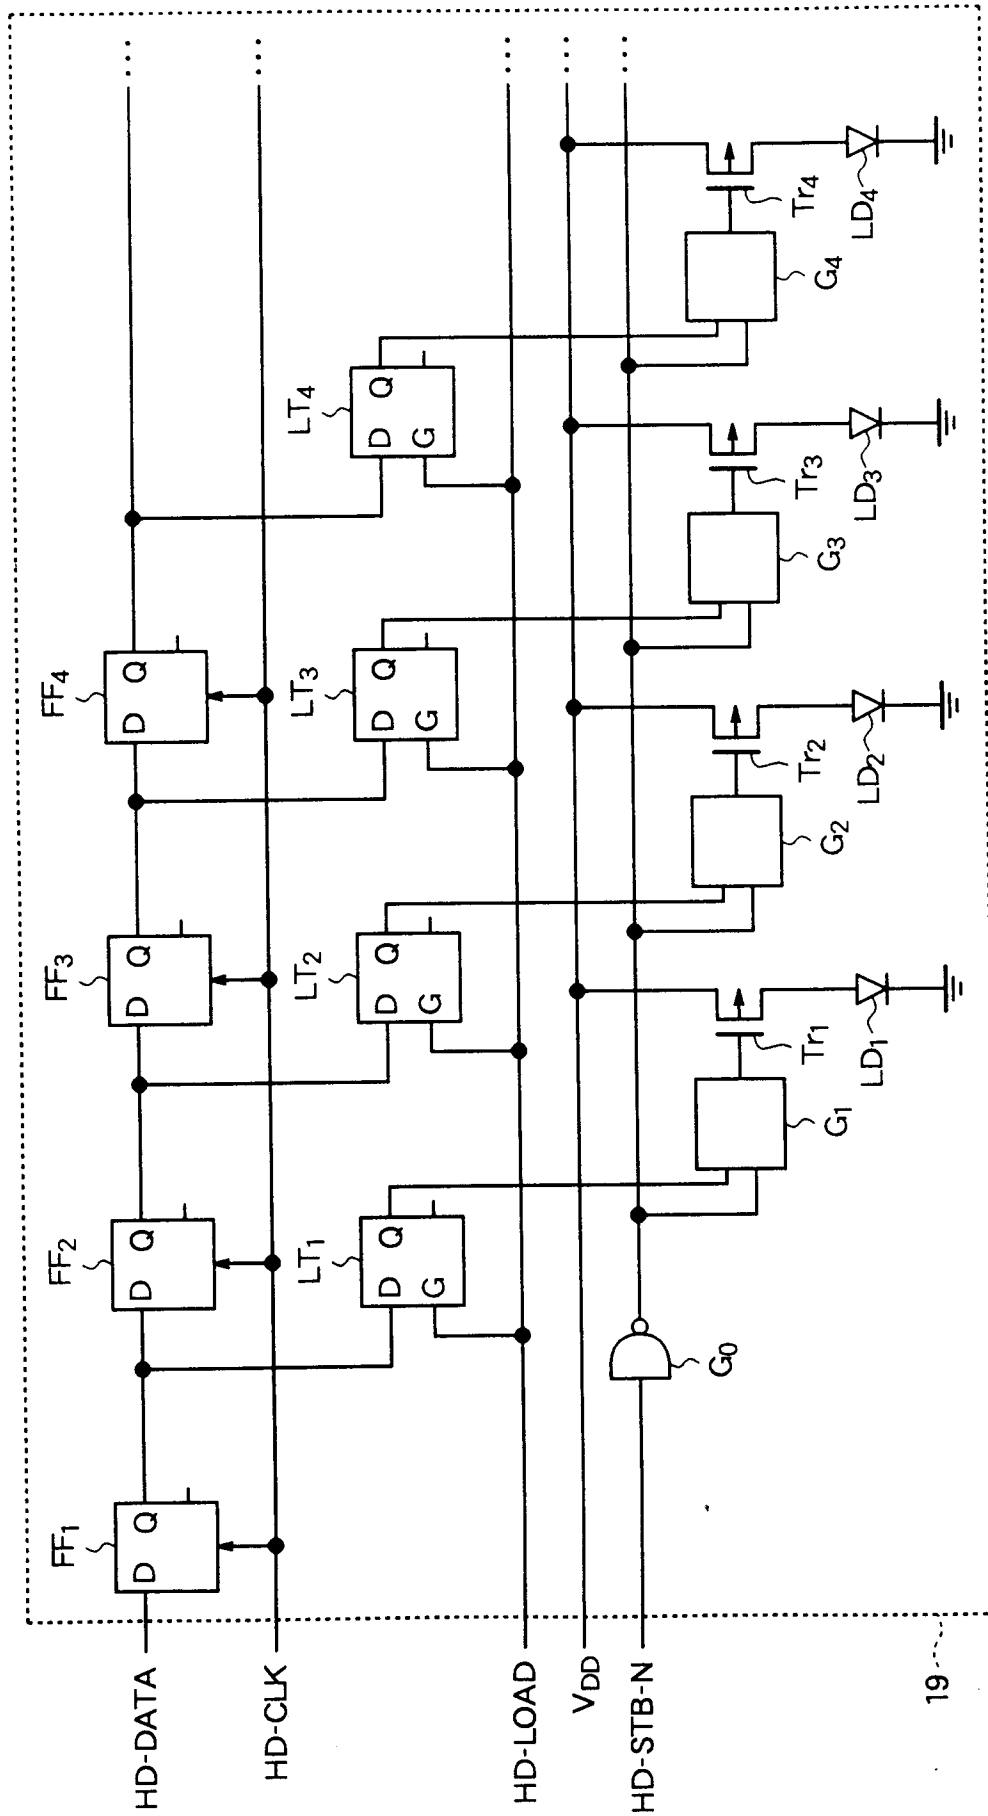 HD-DATA
HD-CLK
HD-LOAD
VDD
HD-STB-N
19
FF1
D Q
FF2
D Q
FF3
D Q
FF4
D Q
LT1
D Q
G
LT2
D Q
G
LT3
D Q
G
LT4
D Q
G
G0
G1
Tr1
LD1
G2
Tr2
LD2
G3
Tr3
LD3
G4
Tr4
LD4